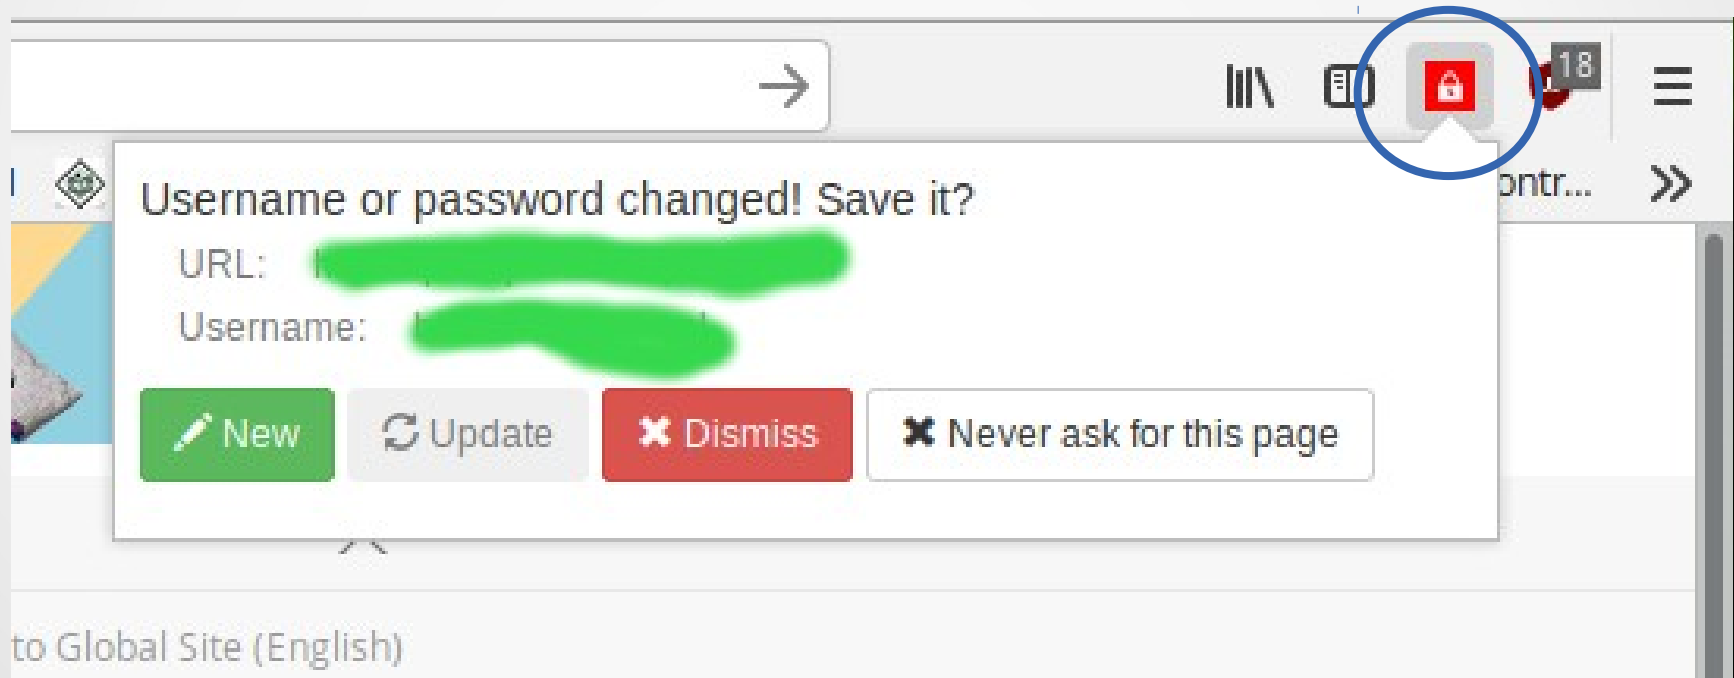 18
ontr...
Username or password changed! Save it?
URL:
Username:
New Update Dismiss Never ask for this page
to Global Site (English)